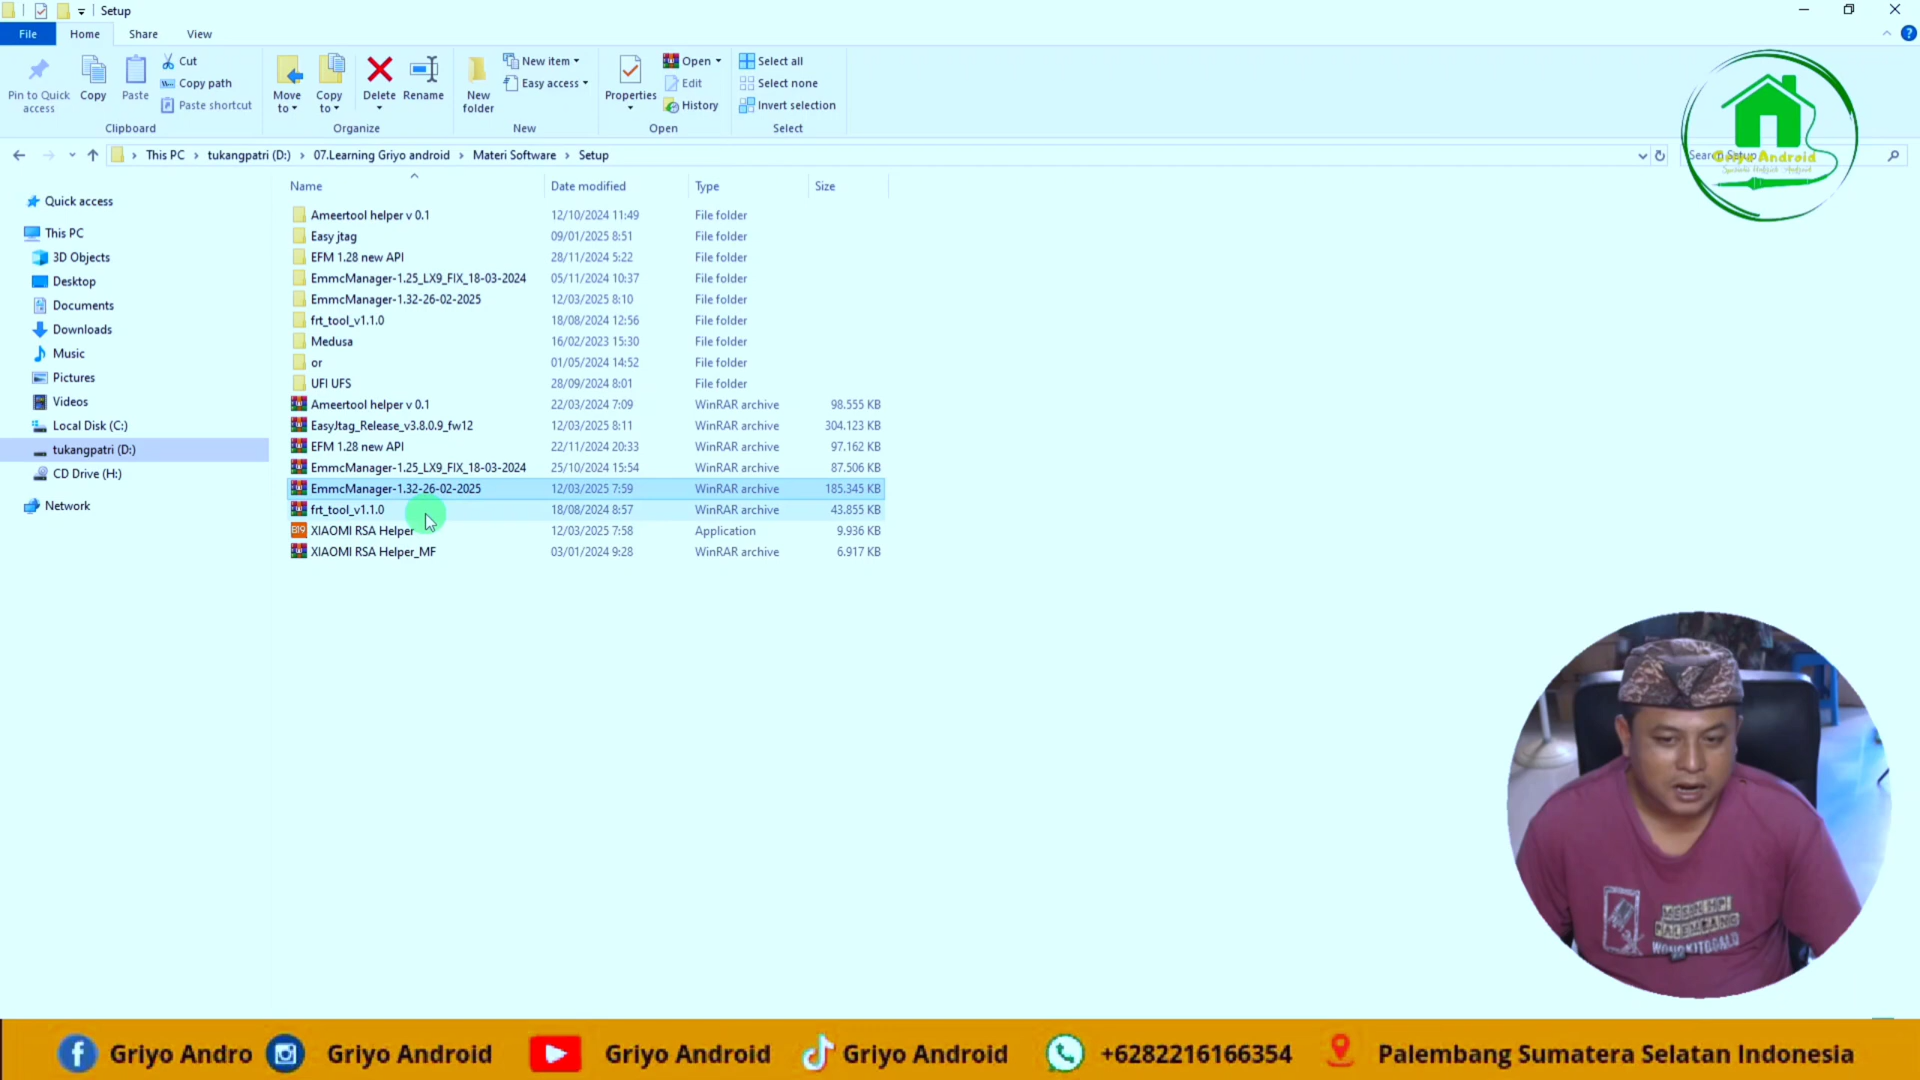 Setup
File Home Share View
Pin to Quick access
Copy
Paste
Cut
Copy path
Paste shortcut
Clipboard
Move to
Copy to
Delete
Rename
Organize
New folder
New item
Easy access
New
Properties
Open
Edit
History
Open
Select all
Select none
Invert selection
Select
This PC > tukangpatri (D:) > 07.Learning Griyo android > Materi Software > Setup
Search Setup
Griyo Android
Quick access
This PC
3D Objects
Desktop
Documents
Downloads
Music
Pictures
Videos
Local Disk (C:)
tukangpatri (D:)
CD Drive (H:)
Network
Name Date modified Type Size
Ameertool helper v 0.1 12/10/2024 11:49 File folder
Easy jtag 09/01/2025 8:51 File folder
EFM 1.28 new API 28/11/2024 5:22 File folder
EmmcManager-1.25_LX9_FIX_18-03-2024 05/11/2024 10:37 File folder
EmmcManager-1.32-26-02-2025 12/03/2025 8:10 File folder
frt_tool_v1.1.0 18/08/2024 12:56 File folder
Medusa 16/02/2023 15:30 File folder
or 01/05/2024 14:52 File folder
UFI UFS 28/09/2024 8:01 File folder
Ameertool helper v 0.1 22/03/2024 7:09 WinRAR archive 98.555 KB
EasyJtag_Release_v3.8.0.9_fw12 12/03/2025 8:11 WinRAR archive 304.123 KB
EFM 1.28 new API 22/11/2024 20:33 WinRAR archive 97.162 KB
EmmcManager-1.25_LX9_FIX_18-03-2024 25/10/2024 15:54 WinRAR archive 87.506 KB
EmmcManager-1.32-26-02-2025 12/03/2025 7:59 WinRAR archive 185.345 KB
frt_tool_v1.1.0 18/08/2024 8:57 WinRAR archive 43.855 KB
XIAOMI RSA Helper 12/03/2025 7:58 Application 9.936 KB
XIAOMI RSA Helper_MF 03/01/2024 9:28 WinRAR archive 6.917 KB
PALEMBANG
WONGKITOGALO
Griyo Andro Griyo Android Griyo Android Griyo Android +6282216166354 Palembang Sumatera Selatan Indonesia